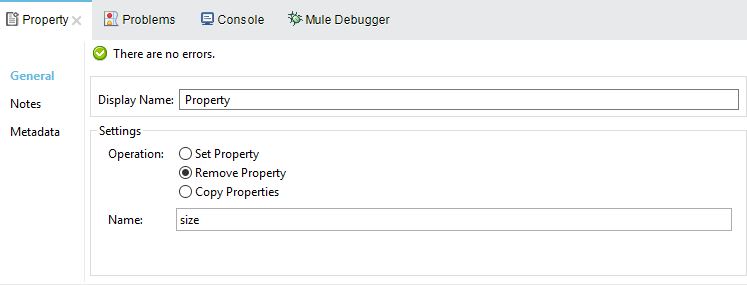 Property Problems Console Mule Debugger
There are no errors.
General
Notes
Metadata
Display Name: Property
Settings
Operation: Set Property
Remove Property
Copy Properties
Name: size